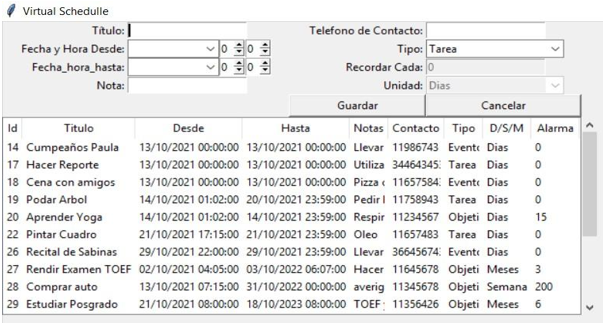 Virtual Schedulle
Título: Telefono de Contacto:
Fecha y Hora Desde: 0 0 Tipo: Tarea
Fecha_hora_hasta: 0 0 Recordar Cada: 0
Nota: Unidad: Dias
Guardar Cancelar
Id Titulo Desde Hasta Notas Contacto Tipo D/S/M Alarma
14 Cumpeaños Paula 13/10/2021 00:00:00 13/10/2021 00:00:00 Llevar 11986743 Evento Dias 0
17 Hacer Reporte 13/10/2021 00:00:00 13/10/2021 00:00:00 Utiliza 344643453 Tarea Dias 0
18 Cena con amigos 13/10/2021 00:00:00 13/10/2021 00:00:00 Pizza c 11657584 Evento Dias 0
19 Podar Arbol 14/10/2021 01:02:00 20/10/2021 23:59:00 Pedir 11758943 Tarea Dias 0
20 Aprender Yoga 14/10/2021 01:02:00 14/10/2021 23:59:00 Respir 11234567 Objeti Dias 15
22 Pintar Cuadro 21/10/2021 17:15:00 21/10/2021 23:59:00 Oleo 11657483 Tarea Dias 0
26 Recital de Sabinas 29/10/2021 22:00:00 29/10/2021 23:59:00 Llevar 36645674 Evento Dias 0
27 Rendir Examen TOEF 02/10/2021 04:05:00 03/10/2022 06:07:00 Hacer 11645678 Objeti Meses 3
28 Comprar auto 13/10/2021 07:15:00 31/10/2022 00:00:00 averig 11345678 Objeti Semana 200
29 Estudiar Posgrado 21/10/2021 08:00:00 18/10/2023 08:00:00 TOEF 11356426 Objeti Meses 6